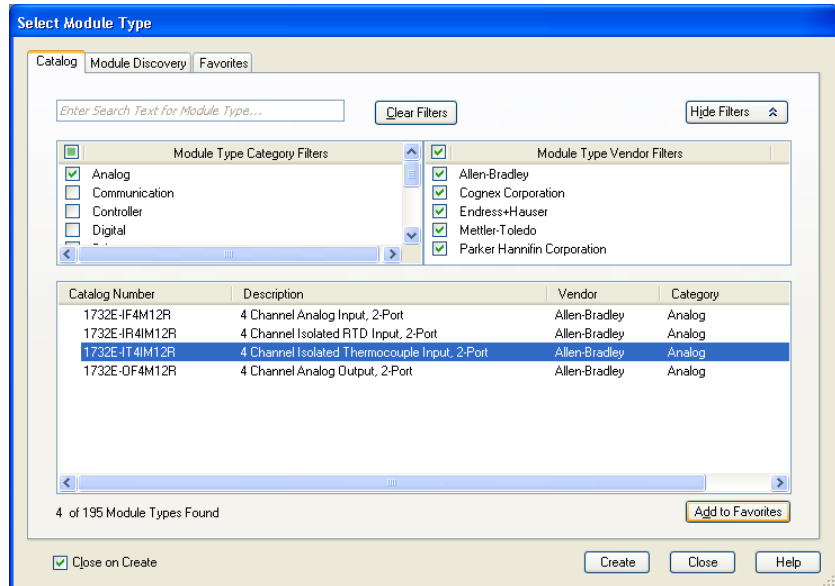 Select Module Type
Catalog Module Discovery Favorites
Enter Search Text for Module Type...
Clear Filters
Hide Filters
Module Type Category Filters
Module Type Vendor Filters
Analog
Allen-Bradley
Communication
Cognex Corporation
Controller
Endress+Hauser
Digital
Mettler-Toledo
Parker Hannifin Corporation
Catalog Number Description Vendor Category
1732E-IF4M12R 4 Channel Analog Input, 2-Port Allen-Bradley Analog
1732E-IR4IM12R 4 Channel Isolated RTD Input, 2-Port Allen-Bradley Analog
1732E-IT4IM12R 4 Channel Isolated Thermocouple Input, 2-Port Allen-Bradley Analog
1732E-OF4M12R 4 Channel Analog Output, 2-Port Allen-Bradley Analog
4 of 195 Module Types Found
Add to Favorites
Close on Create
Create Close Help